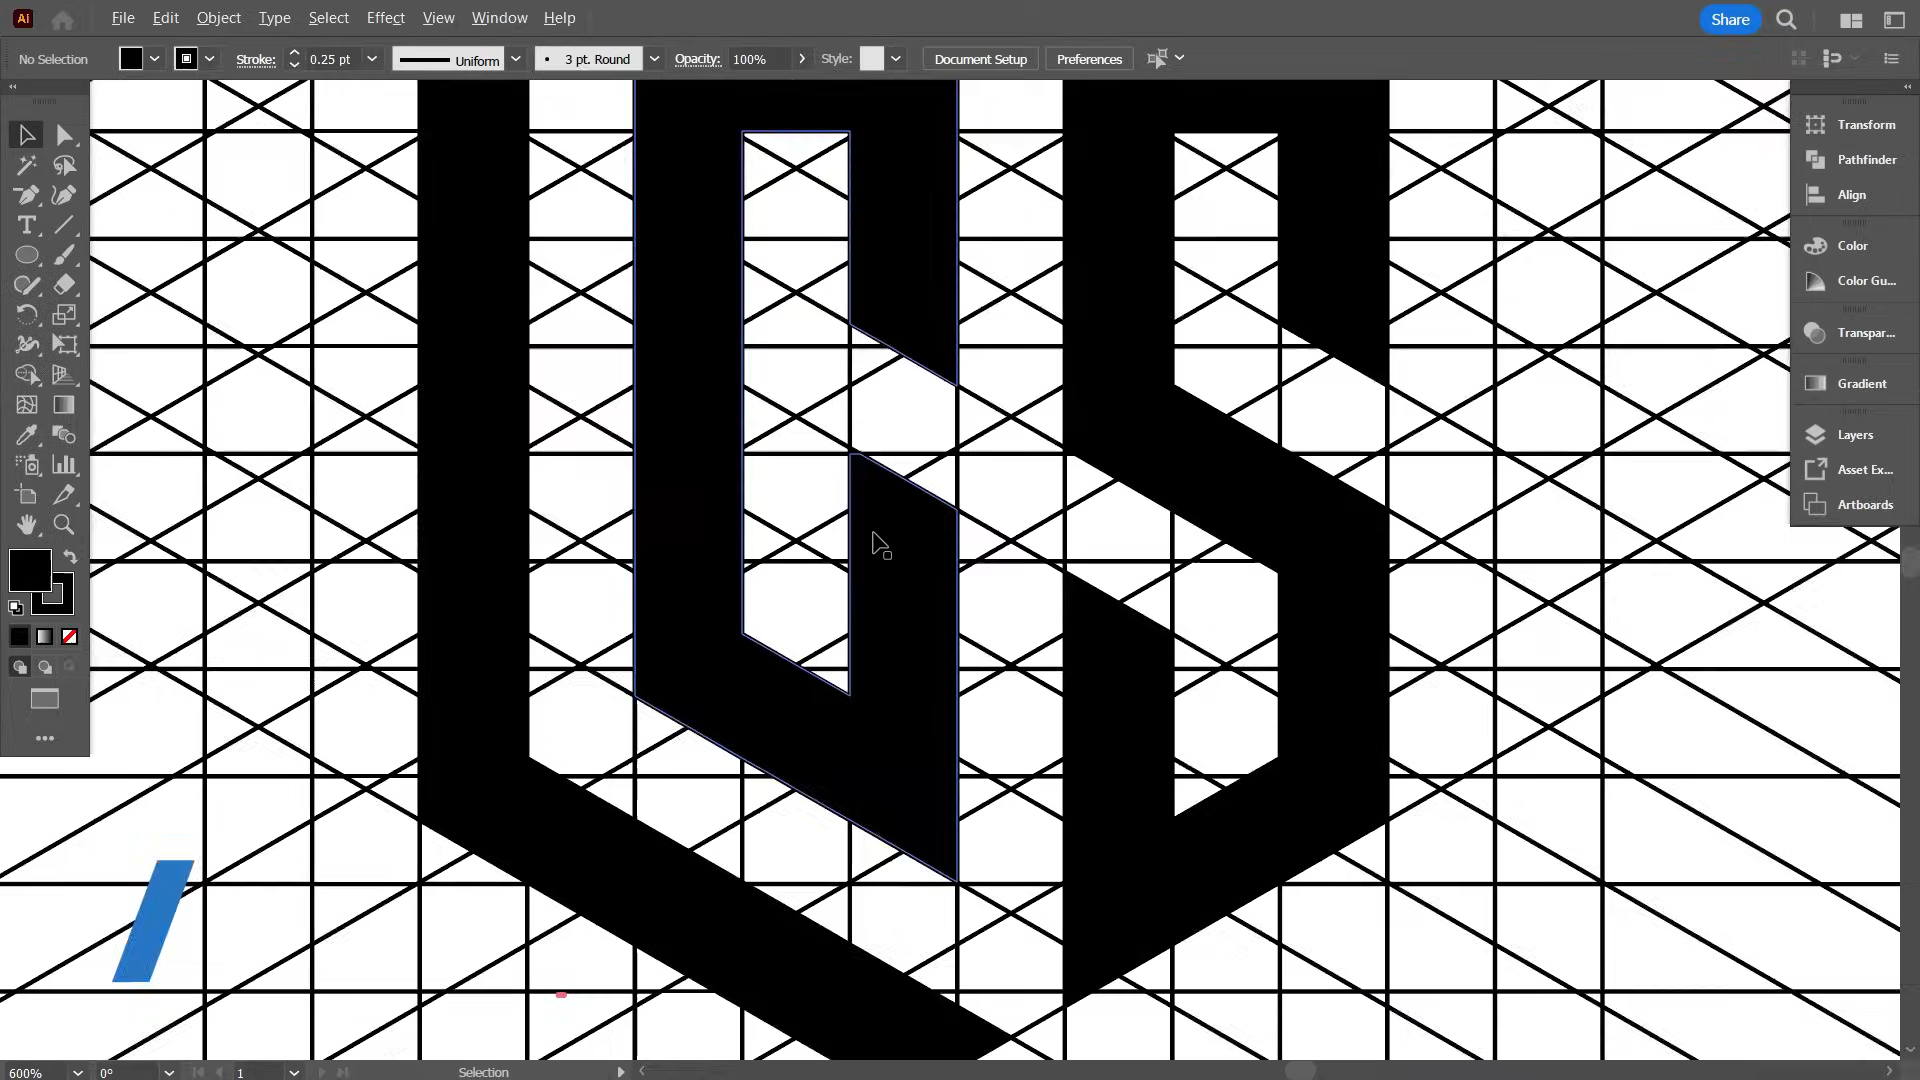 Ai File Edit Object Type Select Effect View Window Help Share
No Selection Stroke: 0.25 pt Uniform 3 pt. Round Opacity: 100% Style: Document Setup Preferences
Transform
Pathfinder
Align
Color
Color Gu...
Transpar...
Gradient
Layers
Asset Ex...
Artboards
600% 0° 1 Selection